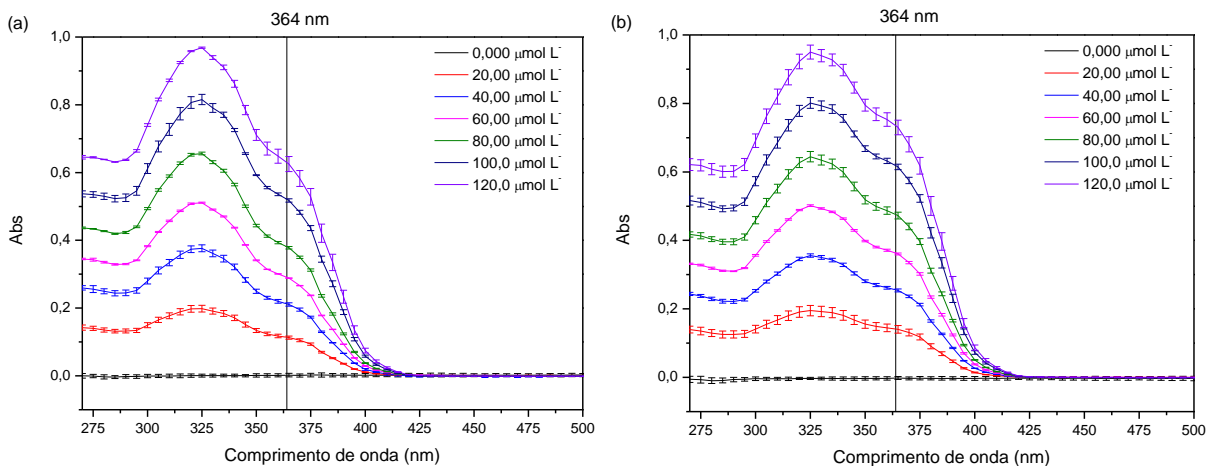 (a)
364 nm
0,000 μmol L⁻
20,00 μmol L⁻
40,00 μmol L⁻
60,00 μmol L⁻
80,00 μmol L⁻
100,0 μmol L⁻
120,0 μmol L⁻
1,0
0,8
0,6
0,4
0,2
0,0
Abs
275 300 325 350 375 400 425 450 475 500
Comprimento de onda (nm)
(b)
364 nm
0,000 μmol L⁻
20,00 μmol L⁻
40,00 μmol L⁻
60,00 μmol L⁻
80,00 μmol L⁻
100,0 μmol L⁻
120,0 μmol L⁻
1,0
0,8
0,6
0,4
0,2
0,0
Abs
275 300 325 350 375 400 425 450 475 500
Comprimento de onda (nm)